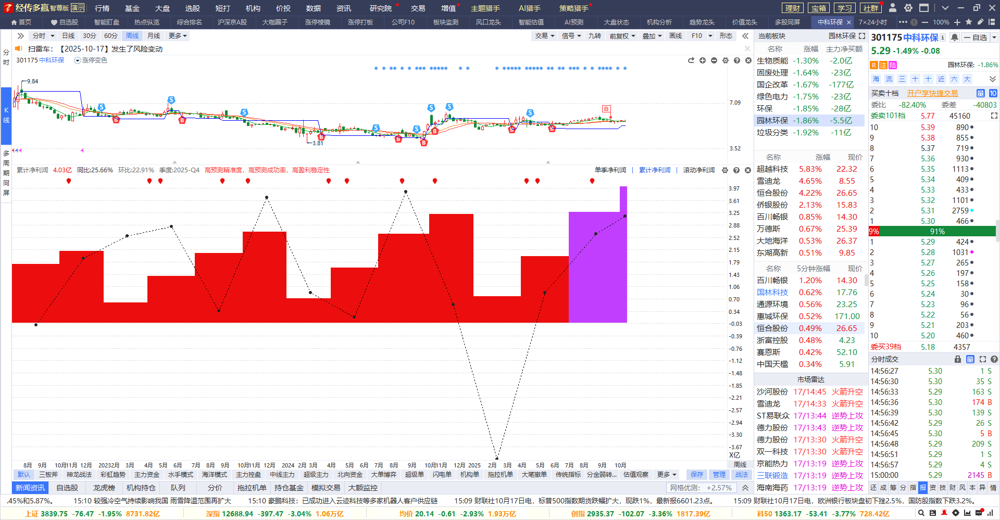 经传多赢 智尊版 演示 行情 基金 大盘 选股 短打 机构 价投 数据 资讯 研究院 交易 增值 主题猎手 AI猎手 策略猎手 理财 宝箱 学习 社群
首页 自选股 智能盯盘 热点纵览 综合排名 沪深京A股 大咖圈子 涨停棱镜 涨停打板 公司F10 板块监测 风口龙头 智能估值 AI预测 大盘状态 机构分析 趋势龙头 价值龙头 多股同屏 中科环保 × 7×24小时 100%
分时 日线 30分 60分 周线 月线 更多 交易 信号 九转 前复权 叠加 画线 F10 形态
扫雷车：【2025-10-17】发生了风险变动
301175 中科环保 涨停变色
分时
K线
多周期同屏
9.84
3.81
7.09
3.52
累计净利润 4.03亿 同比:25.66% 环比:22.91% 季度:2025-Q4 高预测精准度，高预测成功率，高盈利稳定性 单季净利润 | 累计净利润 | 滚动净利润
3.97
3.61
3.25
2.88
2.52
2.15
1.79
1.43
1.06
0.70
0.34
-0.03
-0.39
-0.76
-1.12
-1.48
-1.85
-2.21
-2.57
-2.94
-3.30
-3.67
X亿
8月 9月 10月 11月 12月 2023 2月 3月 4月 5月 6月 7月 8月 9月 10月 11月 12月 2024 2月 3月 4月 5月 6月 7月 8月 9月 10月 11月 12月 2025 2月 3月 4月 5月 6月 7月 8月 9月 10月 周线
默认 三板斧 神龙战法 彩虹趋势 主力资金 水手模式 海洋模式 主力控盘 中线主力 超级主力 北向资金 大单博弈 超级单 闪电单 机构单 拖拉机单 大笔撤单 传统指标 分金弱转... 估值观察 更多 保存 管理 战法
新闻资讯 自选股 龙虎榜 机构持仓 队列 分价 拖拉机单 持仓基金 模拟交易 大额监控 网格优测： +2.57%
当前板块 园林环保
名称 涨幅 主力净买额
生物质能 -1.30% -2.0亿
固废处理 -1.64% -23亿
国企改革 -1.67% -177亿
绿色电力 -1.75% -23亿
环保 -1.85% -28亿
园林环保 -1.86% -5.5亿
垃圾分类 -1.92% -11亿
名称 涨幅 现价
超越科技 5.83% 22.32
雪迪龙 4.65% 8.55
恒合股份 4.22% 26.65
侨银股份 2.13% 15.83
百川畅银 0.85% 14.30
万德斯 0.67% 25.39
大地海洋 0.53% 26.37
东湖高新 0.51% 9.85
名称 5分钟涨幅 现价
百川畅银 1.20% 14.30
国林科技 0.62% 17.76
通源环境 0.56% 23.25
惠城环保 0.52% 171.00
恒合股份 0.49% 26.65
浙富控股 0.48% 4.23
赛恩斯 0.42% 52.10
中国天楹 0.34% 5.91
市场雷达
沙河股份 17/14:45 火箭升空
雪迪龙 17/14:33 火箭升空
ST易联众 17/13:44 逆势上攻
德力股份 17/13:43 逆势上攻
德力股份 17/13:30 火箭升空
双一科技 17/13:30 火箭升空
京能热力 17/13:19 逆势上攻
三联锻造 17/13:19 逆势上攻
海南海药 17/13:19 逆势上攻
301175 中科环保 自选
5.29 -1.49% -0.08
R 注 陆 园林环保: -1.86%
海 流 三 十 十 近 六 大
买卖十档 开户享快捷交易 量 10
委比 -82.40% 委差 -40803
委卖101档 5.77 45160
10 5.39 890
9 5.38 855
8 5.37 719
7 5.36 930
6 5.35 1113
5 5.34 409
4 5.33 433
3 5.32 1101
2 5.31 2759
1 5.30 466
9% 91%
1 5.29 424
2 5.28 1031
3 5.27 265
4 5.26 197
5 5.25 158
6 5.24 30
7 5.23 96
8 5.22 56
9 5.21 203
10 5.20 460
委买39档 5.18 4357
分时成交 量
14:56:27 5.30 1 S
14:56:30 5.30 35 S
14:56:33 5.29 163 S
14:56:36 5.30 174 B
14:56:39 5.30 139 S
14:56:42 5.29 26 S
14:56:45 5.30 5 B
14:56:48 5.29 209 S
14:56:51 5.29 1 S
14:56:57 5.29 4 S
15:00:00 5.29 2145 B
还 成 筹 分 指 报 资 技 财 风 本 异 情
.45%和5.87%。 15:10 较强冷空气持续影响我国 雨雪降温范围再扩大 15:10 豪鹏科技：已成功进入云迹科技等多家机器人客户供应链 15:09 财联社10月17日电，标普500指数期货跌幅扩大，现跌1%，最新报6601.23点。 15:09 财联社10月17日电，欧洲银行板块盘初下挫2.5%，国防股指数下跌3.2%。
上证 3839.75 -76.47 -1.95% 8731.82亿 深指 12688.94 -397.47 -3.04% 1.06万亿 均价 20.14 -0.61 -2.93% 1.93万亿 创指 2935.37 -102.07 -3.36% 1817.39亿 科50 1363.17 -53.41 -3.77% 728.42亿